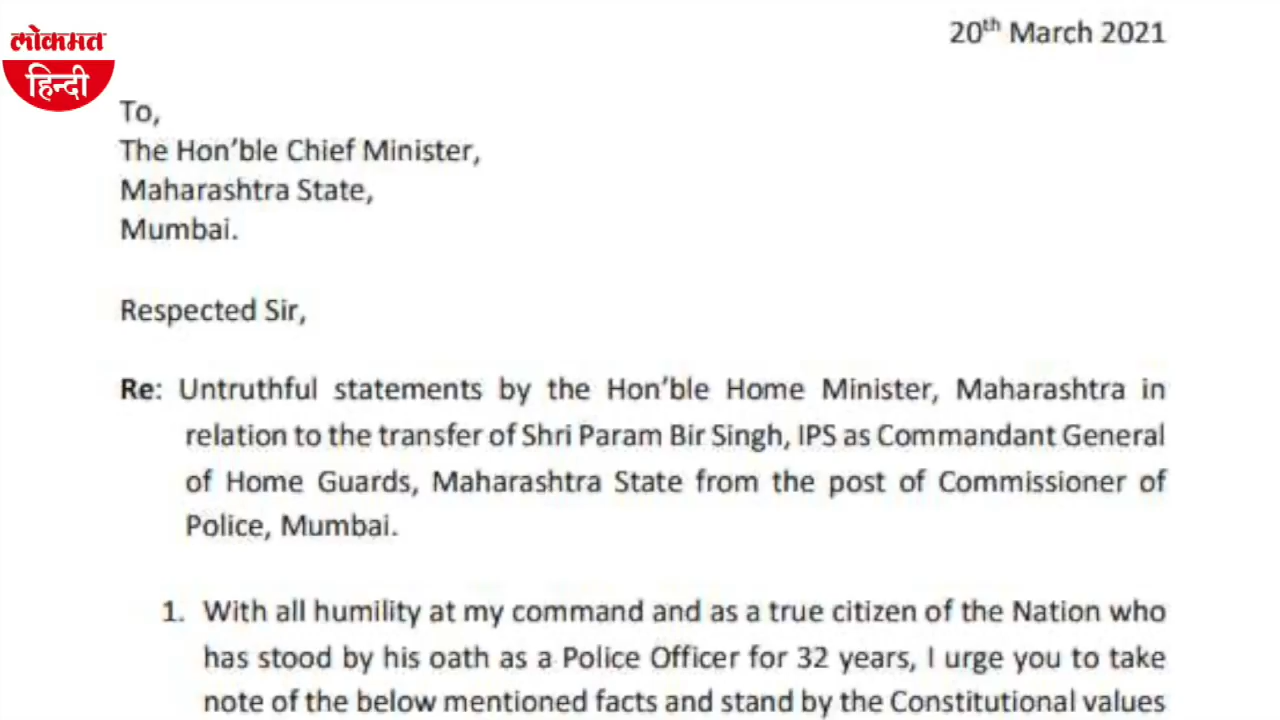 लोकमत
हिन्दी
20th March 2021
To,
The Hon'ble Chief Minister,
Maharashtra State,
Mumbai.
Respected Sir,
Re: Untruthful statements by the Hon'ble Home Minister, Maharashtra in
relation to the transfer of Shri Param Bir Singh, IPS as Commandant General
of Home Guards, Maharashtra State from the post of Commissioner of
Police, Mumbai.
1. With all humility at my command and as a true citizen of the Nation who
has stood by his oath as a Police Officer for 32 years, I urge you to take
note of the below mentioned facts and stand by the Constitutional values